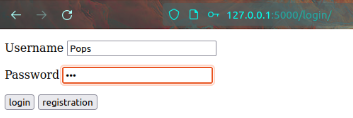 127.0.0.1:5000/login/
Username Pops
Password •••
login registration